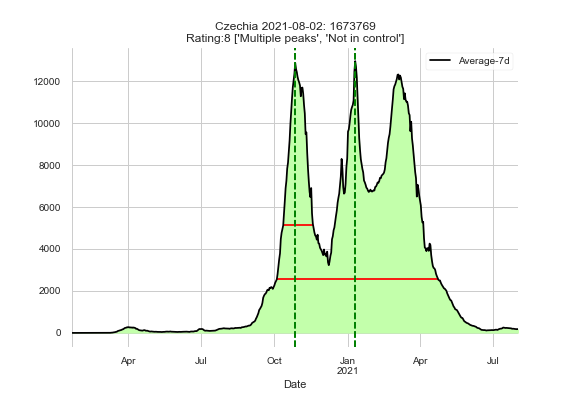 Czechia 2021-08-02: 1673769
Rating:8 ['Multiple peaks', 'Not in control']
Average-7d
12000
10000
8000
6000
4000
2000
0
Apr Jul Oct Jan Apr Jul
2021
Date